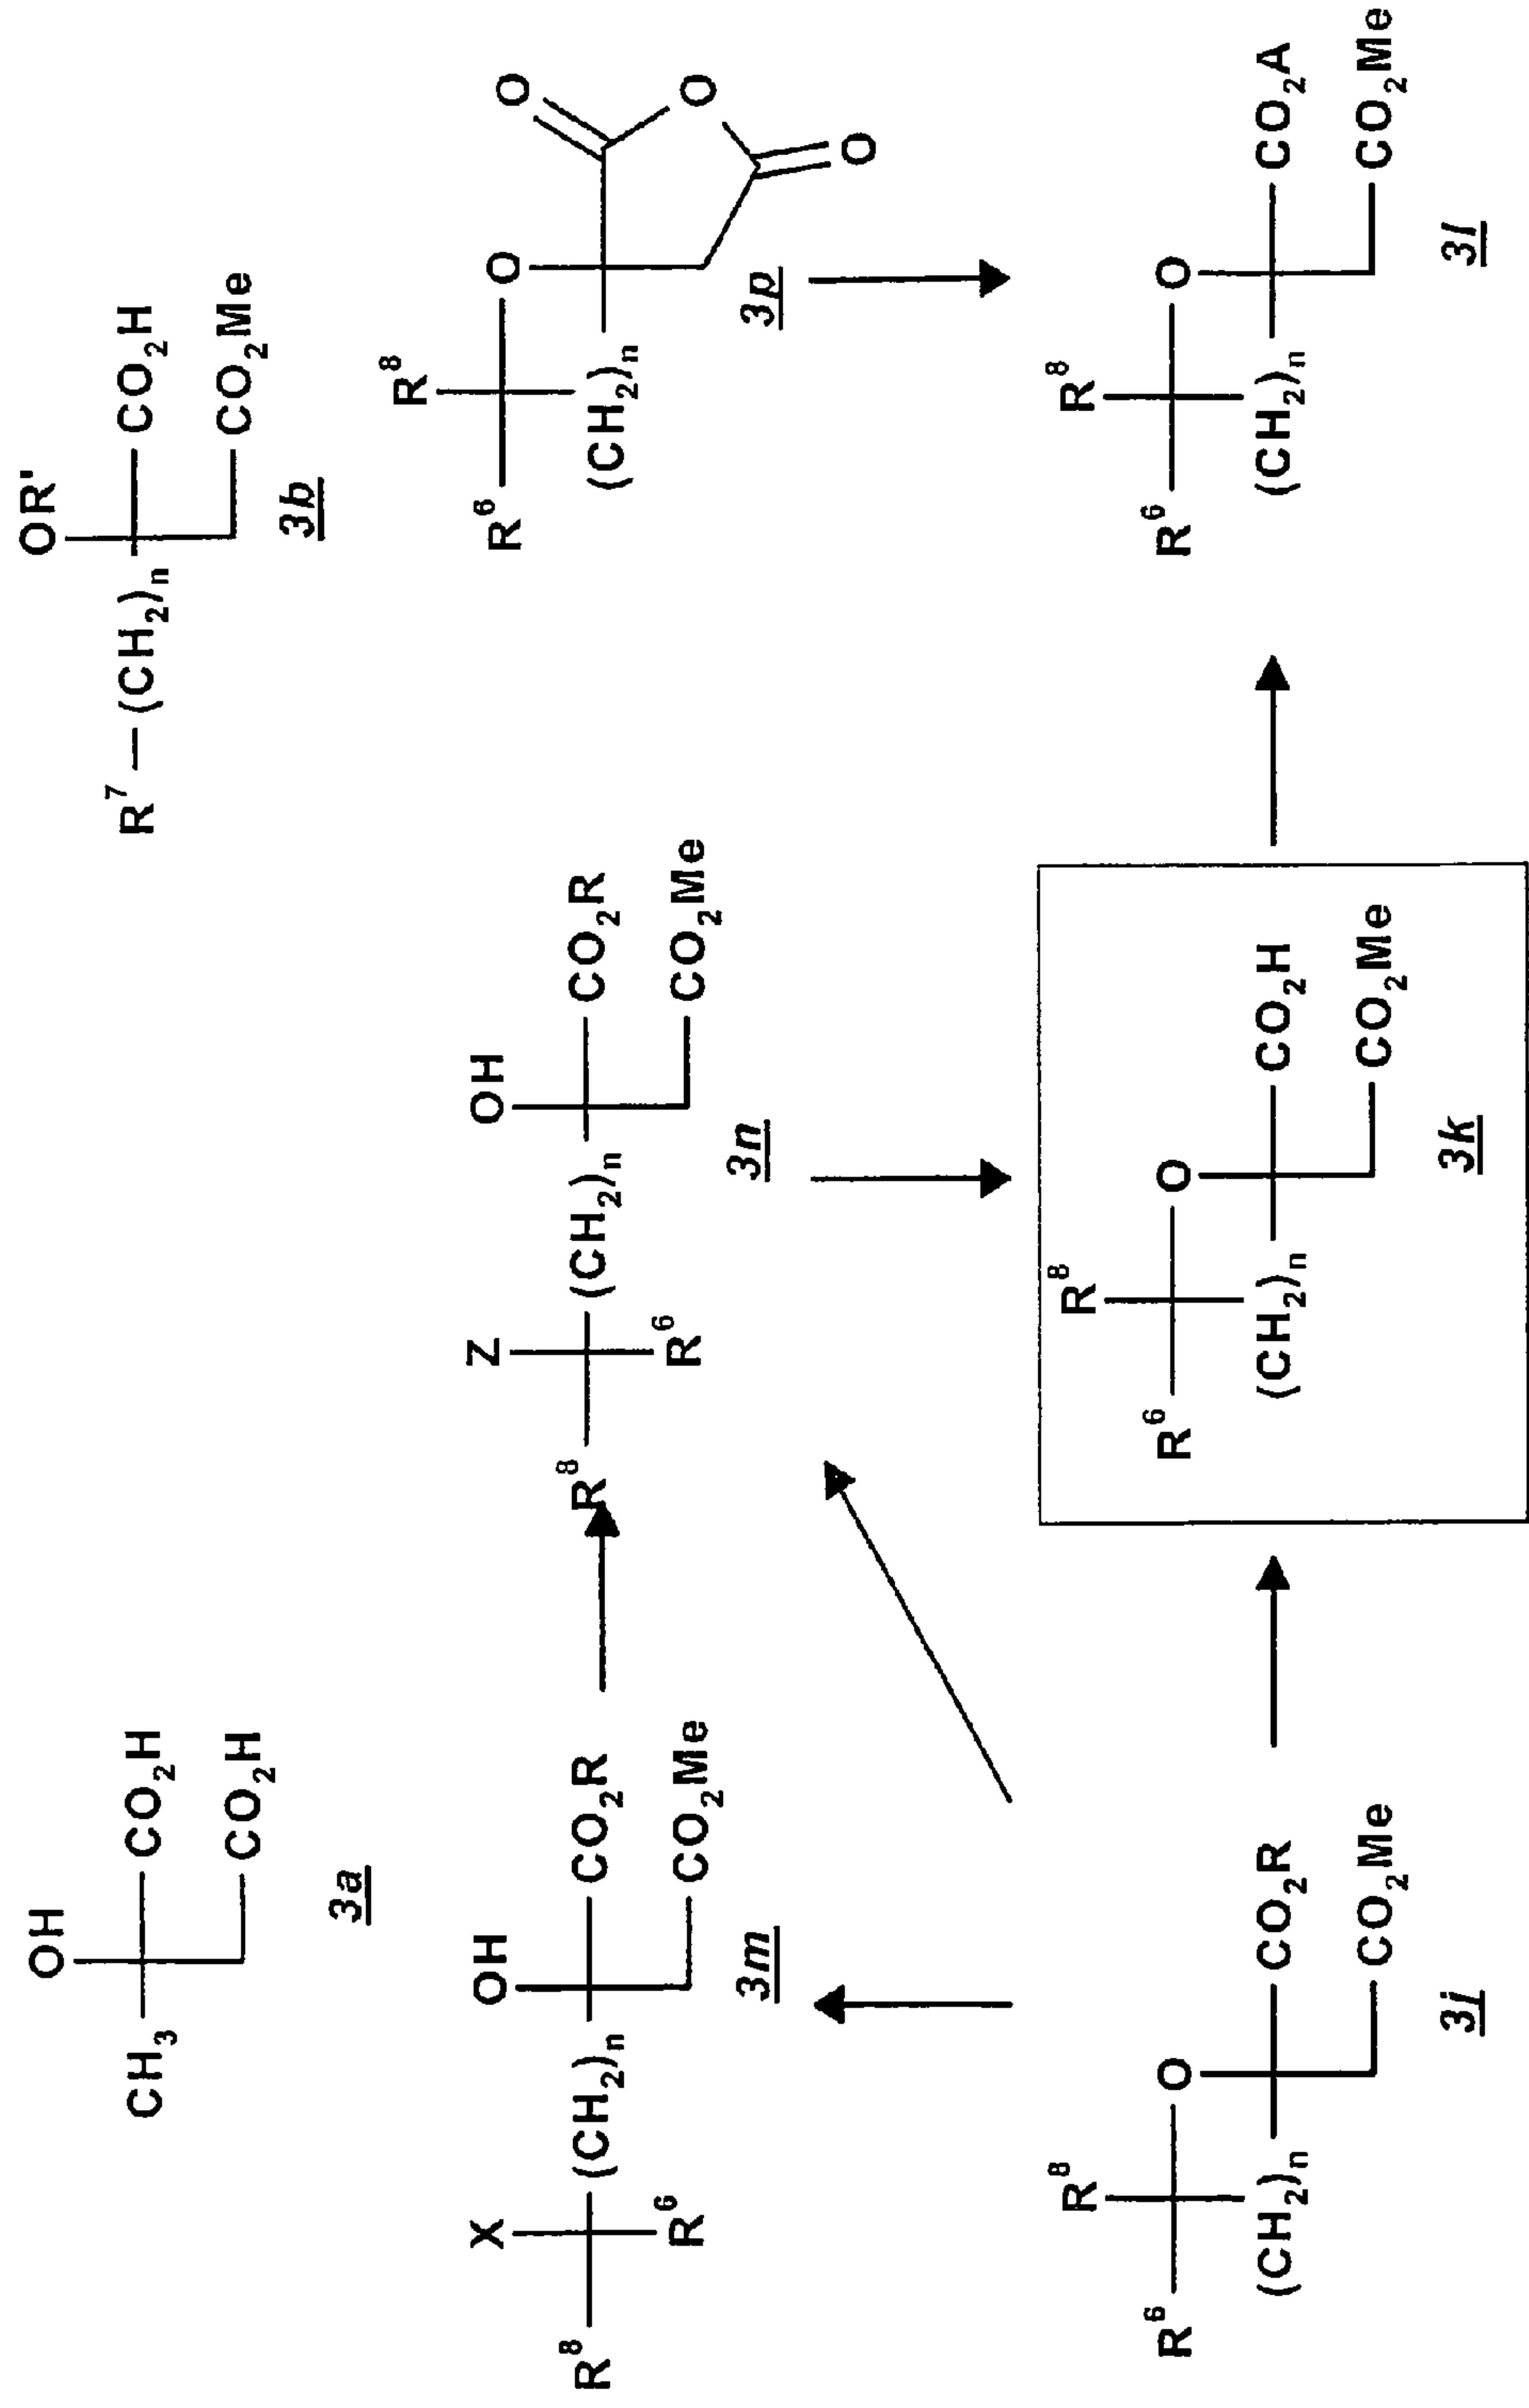 OH
CH3
CO2H
CO2H
3a
OR'
R7—(CH2)n
CO2H
CO2Me
3b
X
OH
R8
(CH2)n
CO2R
R6
CO2Me
3m
Z
OH
R8
(CH2)n
CO2R
R6
CO2Me
3n
R8
R6
O
O
O
(CH2)n
O
3p
R8
R6
O
(CH2)n
CO2R
CO2Me
3j
R8
R6
O
(CH2)n
CO2H
CO2Me
3k
R8
R6
O
(CH2)n
CO2A
CO2Me
3l